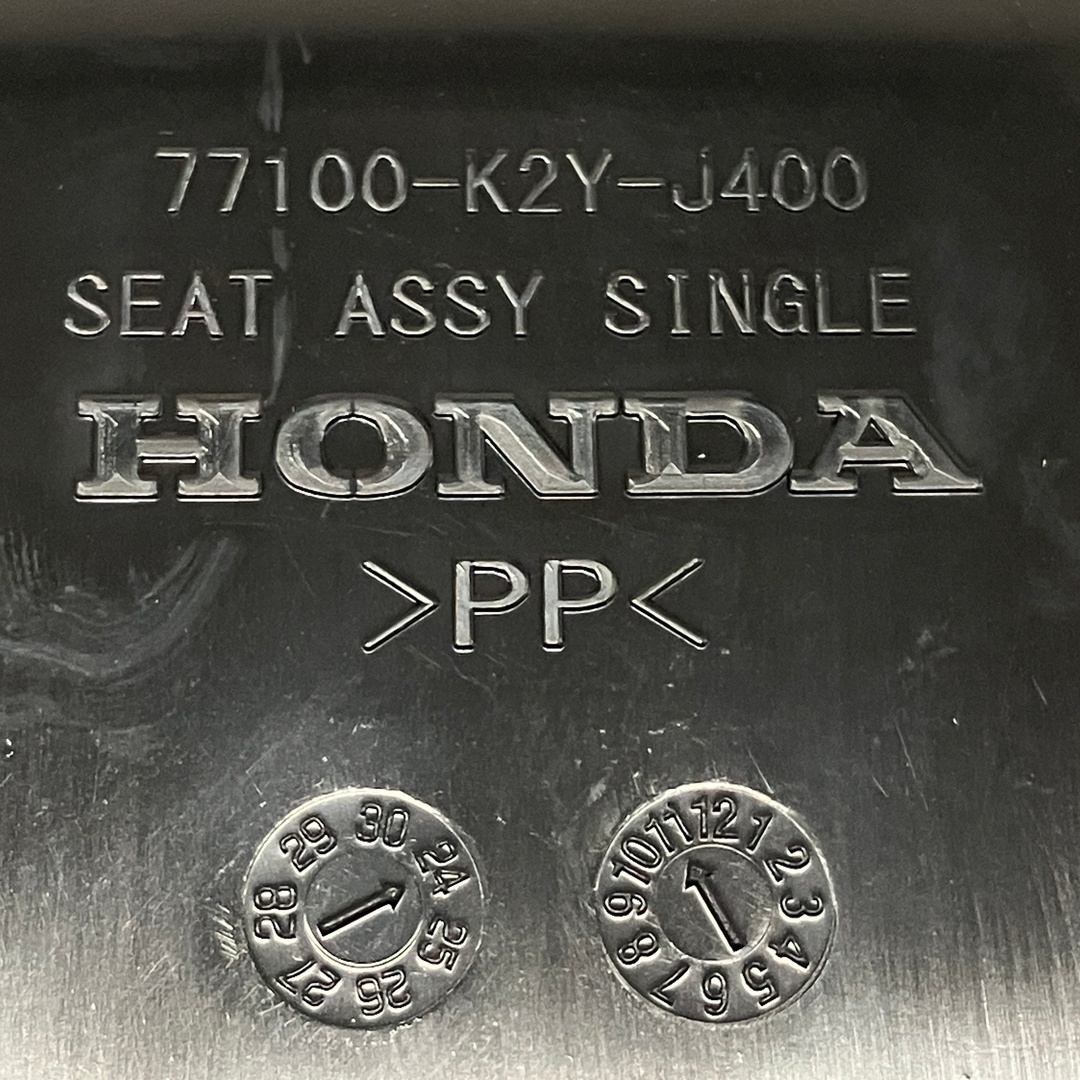 77100-K2Y-J400
SEAT ASSY SINGLE
HONDA
>PP<
24 25 26 27 28 29 30
1 2 3 4 5 6 7 8 9 10 11 12